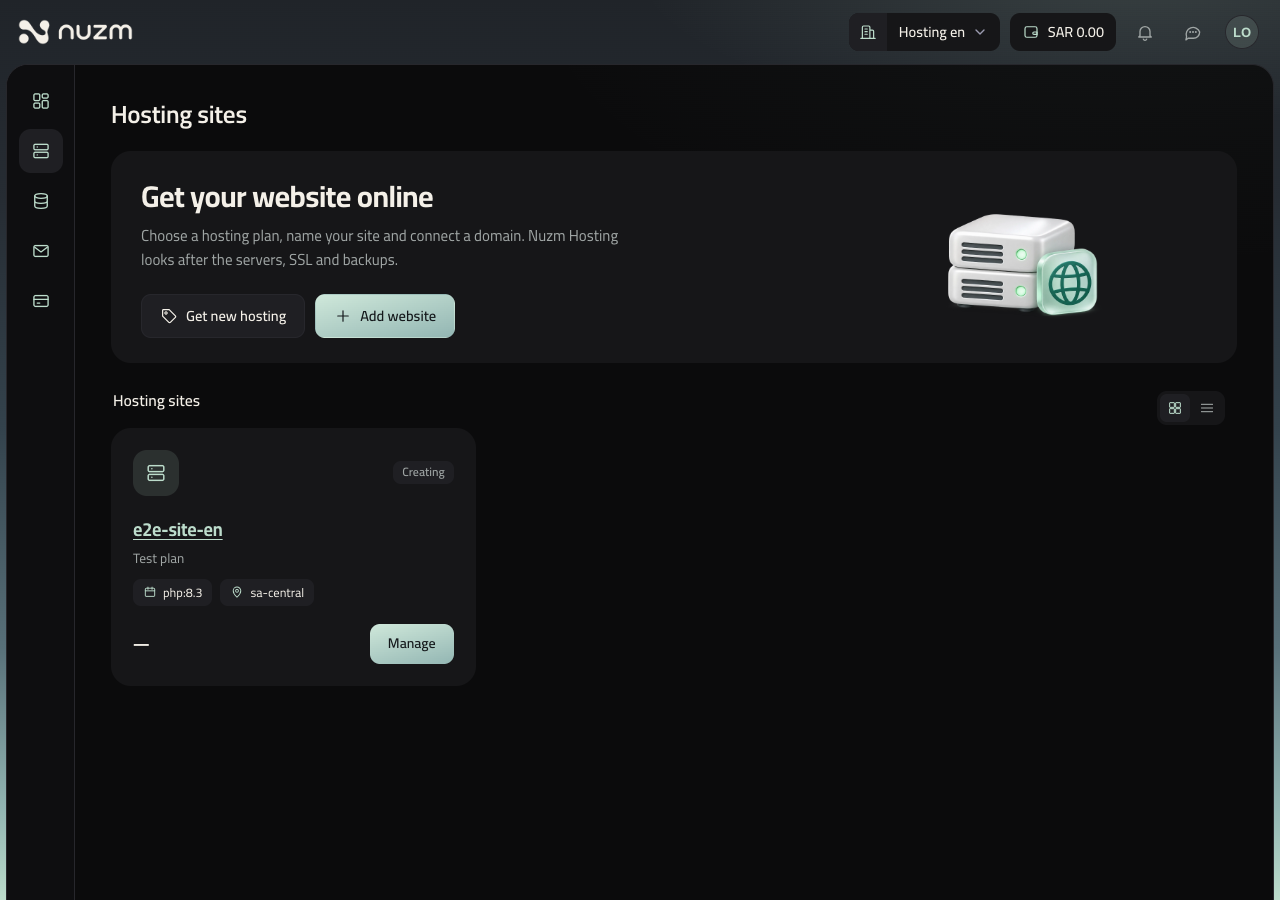 nuzm
Hosting en
SAR 0.00
LO
Hosting sites
Get your website online
Choose a hosting plan, name your site and connect a domain. Nuzm Hosting
looks after the servers, SSL and backups.
Get new hosting
Add website
Hosting sites
Creating
e2e-site-en
Test plan
php:8.3
sa-central
—
Manage